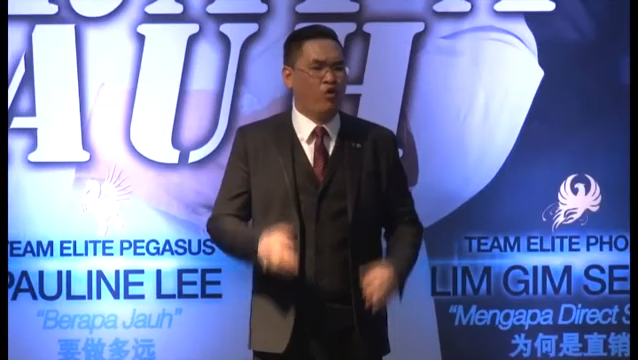 AUH
TEAM ELITE PEGASUS
PAULINE LEE
“Berapa Jauh”
要做多远
TEAM ELITE PHO
LIM GIM SE
“Mengapa Direct S
为何是直销